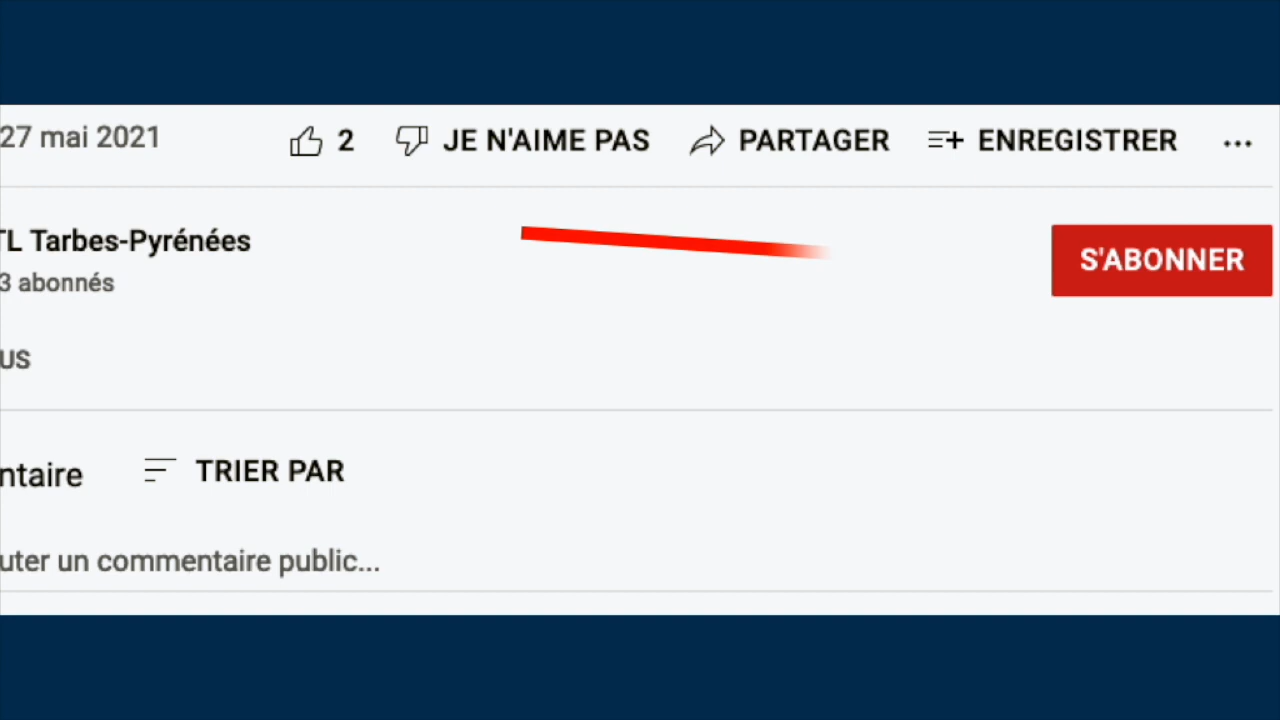 27 mai 2021 2 JE N'AIME PAS PARTAGER ENREGISTRER ...
TL Tarbes-Pyrénées
3 abonnés
S'ABONNER
us
ntaire TRIER PAR
uter un commentaire public...